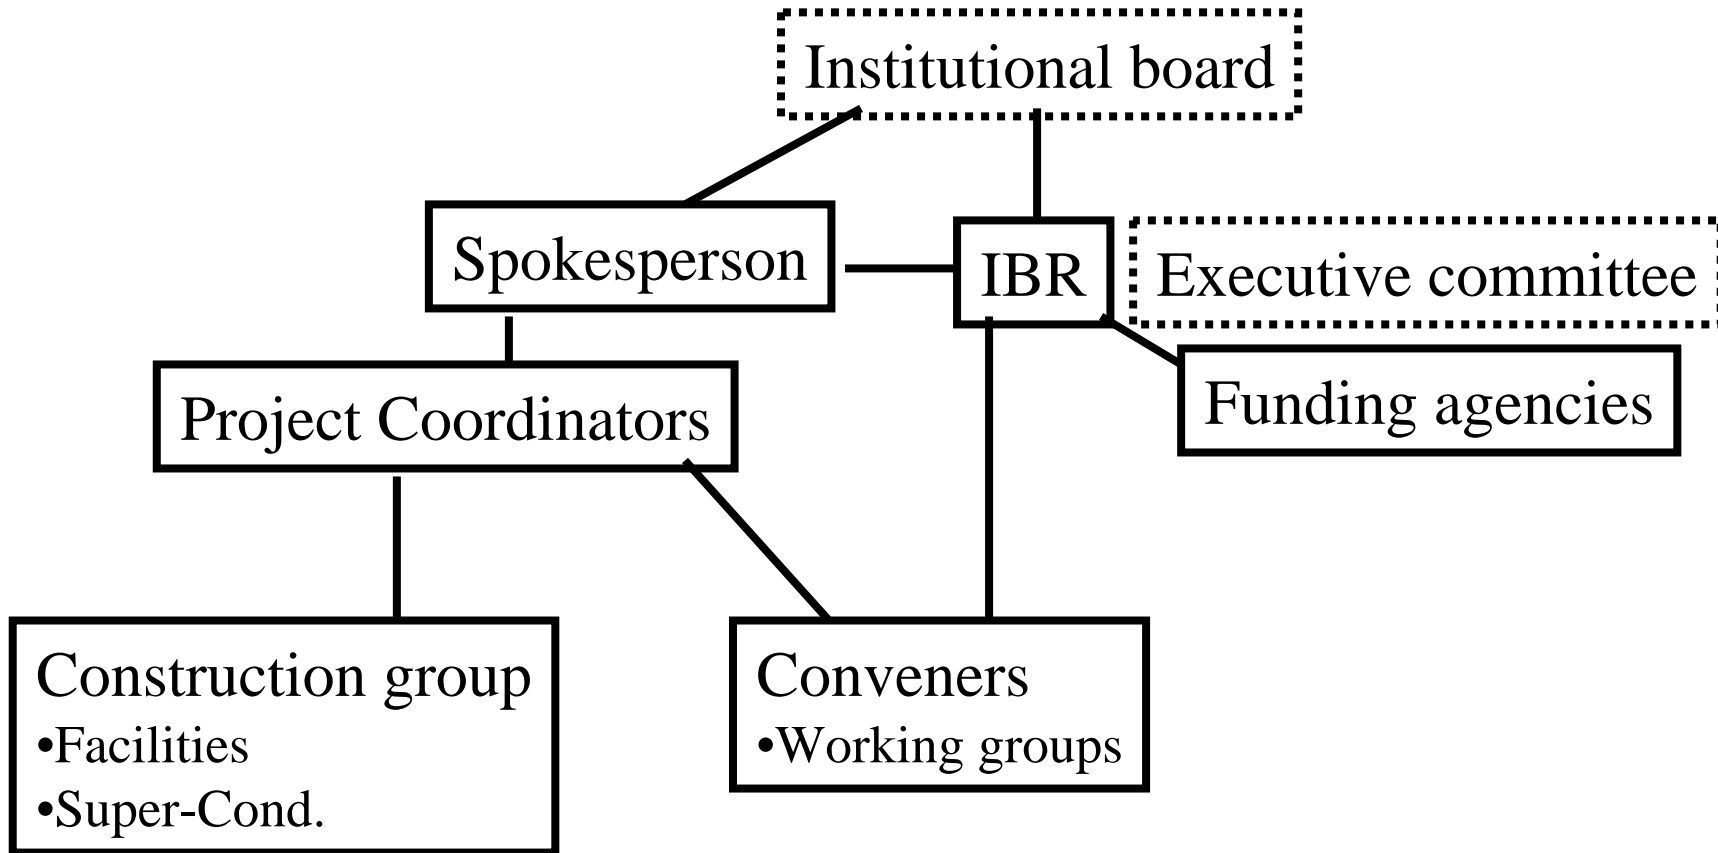 Institutional board
Spokesperson
IBR
Executive committee
Project Coordinators
Funding agencies
Construction group
•Facilities
•Super-Cond.
Conveners
•Working groups